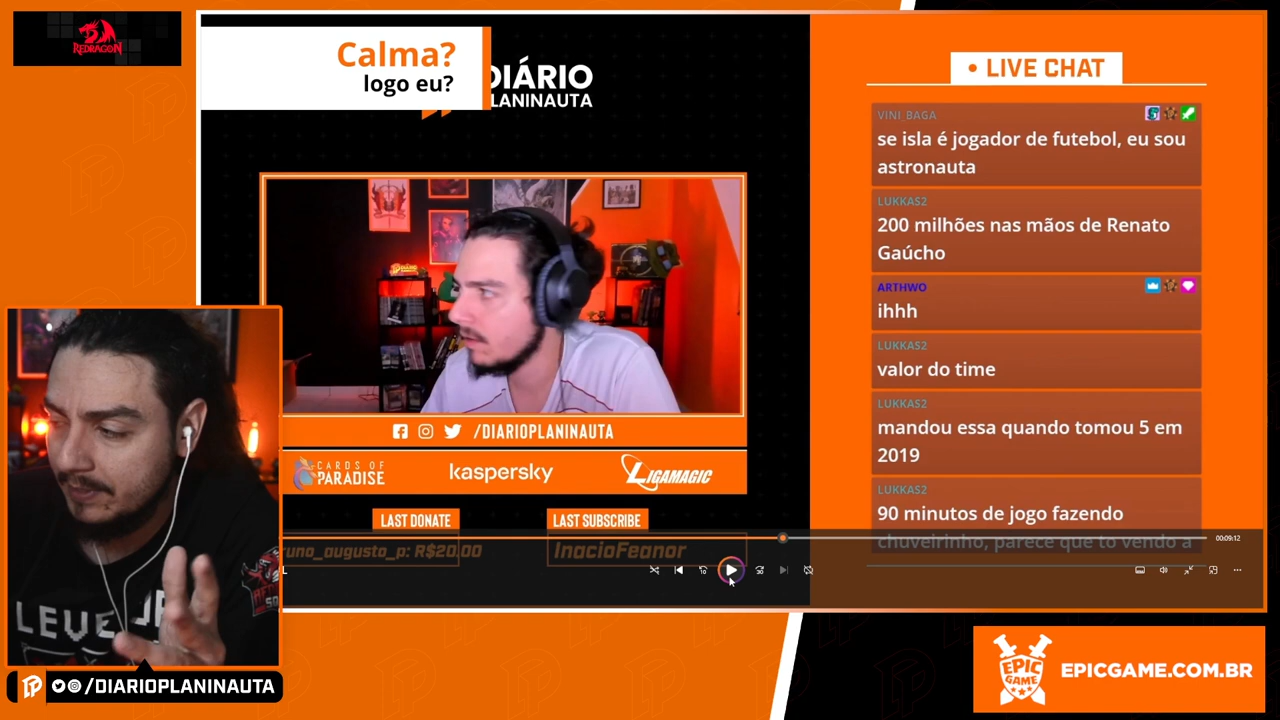 REDRAGON
Calma?
logo eu?
DIÁRIO
PLANINAUTA
• LIVE CHAT
VINI_BAGA
se isla é jogador de futebol, eu sou
astronauta
LUKKAS2
200 milhões nas mãos de Renato
Gaúcho
ARTHWO
ihhh
LUKKAS2
valor do time
LUKKAS2
mandou essa quando tomou 5 em
2019
LUKKAS2
90 minutos de jogo fazendo
chuveirinho, parece que to vendo a
/DIARIOPLANINAUTA
CARDS OF
PARADISE
kaspersky
LIGAMAGIC
LAST DONATE
LAST SUBSCRIBE
runo_augusto_p: R$20,00
InacioFeanor
00:09:12
LEVEL UP
/DIARIOPLANINAUTA
EPIC
GAME
EPICGAME.COM.BR